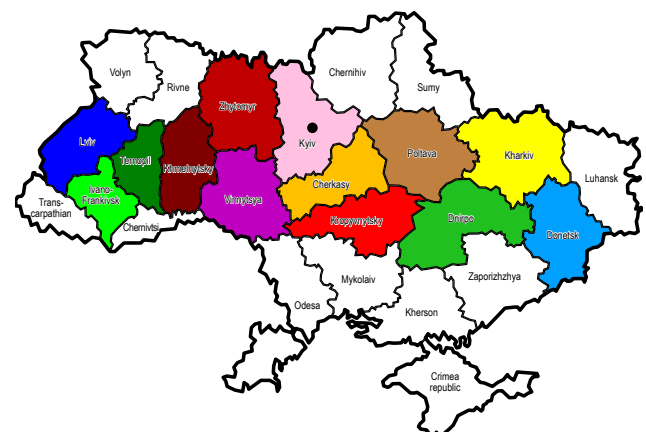 Volyn
Rivne
Zhytomyr
Chernihiv
Sumy
Lviv
Ternopil
Khmelnytsky
Kyiv
Poltava
Kharkiv
Luhansk
Trans-
carpathian
Ivano-
Frankivsk
Chernivtsi
Vinnytsya
Cherkasy
Kropyvnytsky
Dnirpo
Donetsk
Odesa
Mykolaiv
Kherson
Zaporizhzhya
Crimea
republic